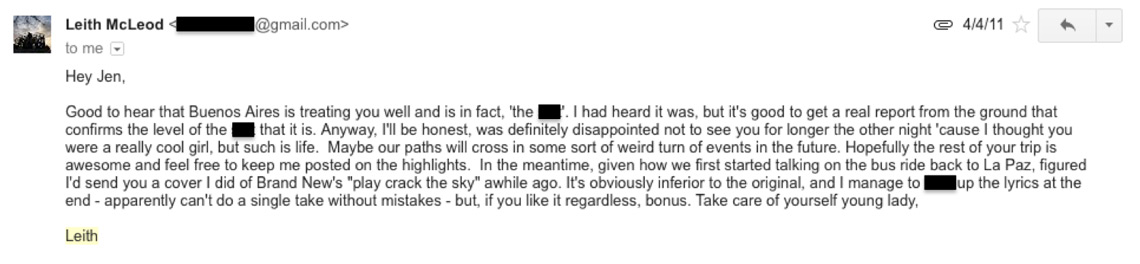 Leith McLeod < @gmail.com>
4/4/11
to me
Hey Jen,
Good to hear that Buenos Aires is treating you well and is in fact, 'the '. I had heard it was, but it's good to get a real report from the ground that
confirms the level of the that it is. Anyway, I'll be honest, was definitely disappointed not to see you for longer the other night 'cause I thought you
were a really cool girl, but such is life.  Maybe our paths will cross in some sort of weird turn of events in the future. Hopefully the rest of your trip is
awesome and feel free to keep me posted on the highlights.  In the meantime, given how we first started talking on the bus ride back to La Paz, figured
I'd send you a cover I did of Brand New's "play crack the sky" awhile ago. It's obviously inferior to the original, and I manage to up the lyrics at the
end - apparently can't do a single take without mistakes - but, if you like it regardless, bonus. Take care of yourself young lady,
Leith